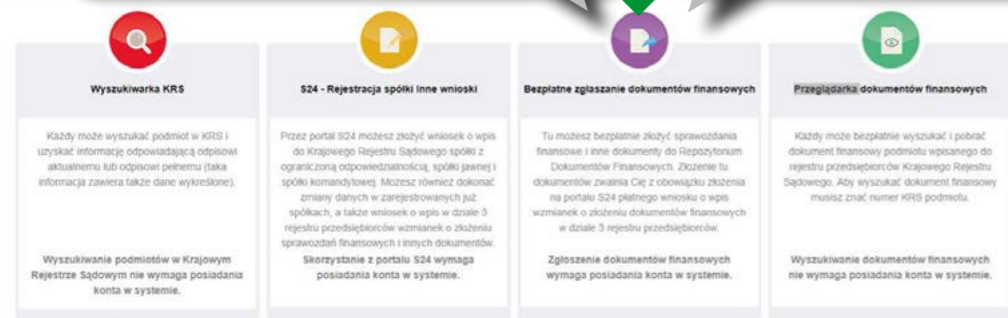 Wyszukiwarka KRS
Każdy może wyszukać podmiot w KRS i
uzyskać informację odpowiadającą odpisowi
aktualnemu lub odpisowi pełnemu (taka
informacja zawiera także dane wykreślone).
Wyszukiwanie podmiotów w Krajowym
Rejestrze Sądowym nie wymaga posiadania
konta w systemie.
S24 - Rejestracja spółki Inne wnioski
Przez portal S24 możesz złożyć wniosek o wpis
do Krajowego Rejestru Sądowego spółki z
ograniczoną odpowiedzialnością, spółki jawnej i
spółki komandytowej. Możesz również dokonać
zmiany danych w zarejestrowanych już
spółkach, a także wniosek o wpis w dziale 3
rejestru przedsiębiorców wzmianek o złożeniu
sprawozdań finansowych i innych dokumentów.
Skorzystanie z portalu S24 wymaga
posiadania konta w systemie.
Bezpłatne zgłaszanie dokumentów finansowych
Tu możesz bezpłatnie złożyć sprawozdania
finansowe i inne dokumenty do Repozytorium
Dokumentów Finansowych. Złożenie tu
dokumentów zwalnia Cię z obowiązku złożenia
na portalu S24 płatnego wniosku o wpis
wzmianek o złożeniu dokumentów finansowych
w dziale 3 rejestru przedsiębiorców.
Zgłoszenie dokumentów finansowych
wymaga posiadania konta w systemie.
Przeglądarka dokumentów finansowych
Każdy może bezpłatnie wyszukać i pobrać
dokument finansowy podmiotu wpisanego do
rejestru przedsiębiorców Krajowego Rejestru
Sądowego. Aby wyszukać dokument finansowy
musisz znać numer KRS podmiotu.
Wyszukiwanie dokumentów finansowych
nie wymaga posiadania konta w systemie.